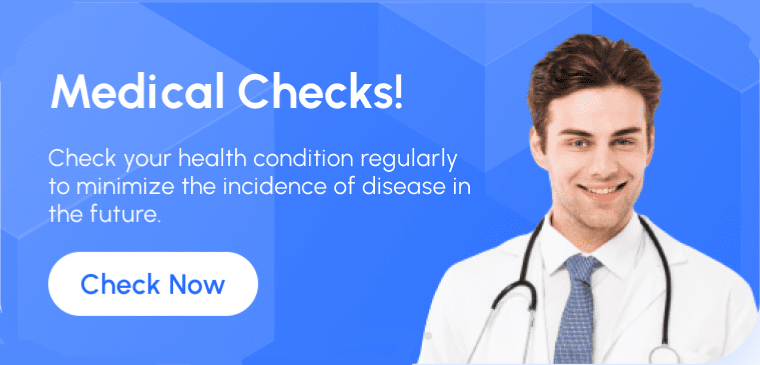 Medical Checks!
Check your health condition regularly
to minimize the incidence of disease in
the future.
Check Now